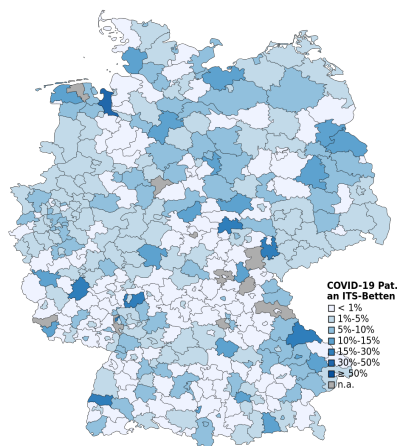 COVID-19 Pat.
an ITS-Betten
< 1%
1%-5%
5%-10%
10%-15%
15%-30%
30%-50%
≥ 50%
n.a.